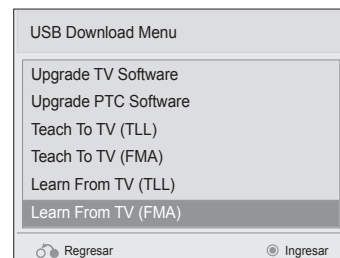 USB Download Menu
Upgrade TV Software
Upgrade PTC Software
Teach To TV (TLL)
Teach To TV (FMA)
Learn From TV (TLL)
Learn From TV (FMA)
Regresar
Ingresar